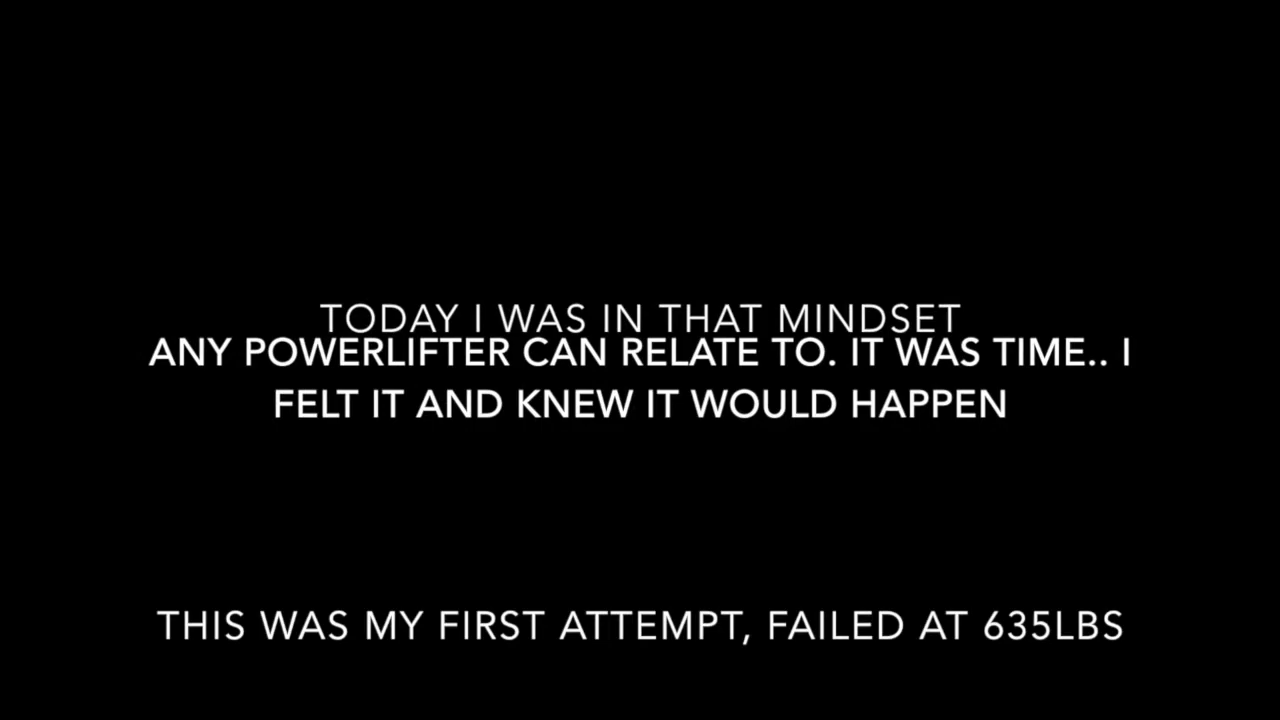 TODAY I WAS IN THAT MINDSET
ANY POWERLIFTER CAN RELATE TO. IT WAS TIME.. I
FELT IT AND KNEW IT WOULD HAPPEN
THIS WAS MY FIRST ATTEMPT, FAILED AT 635LBS